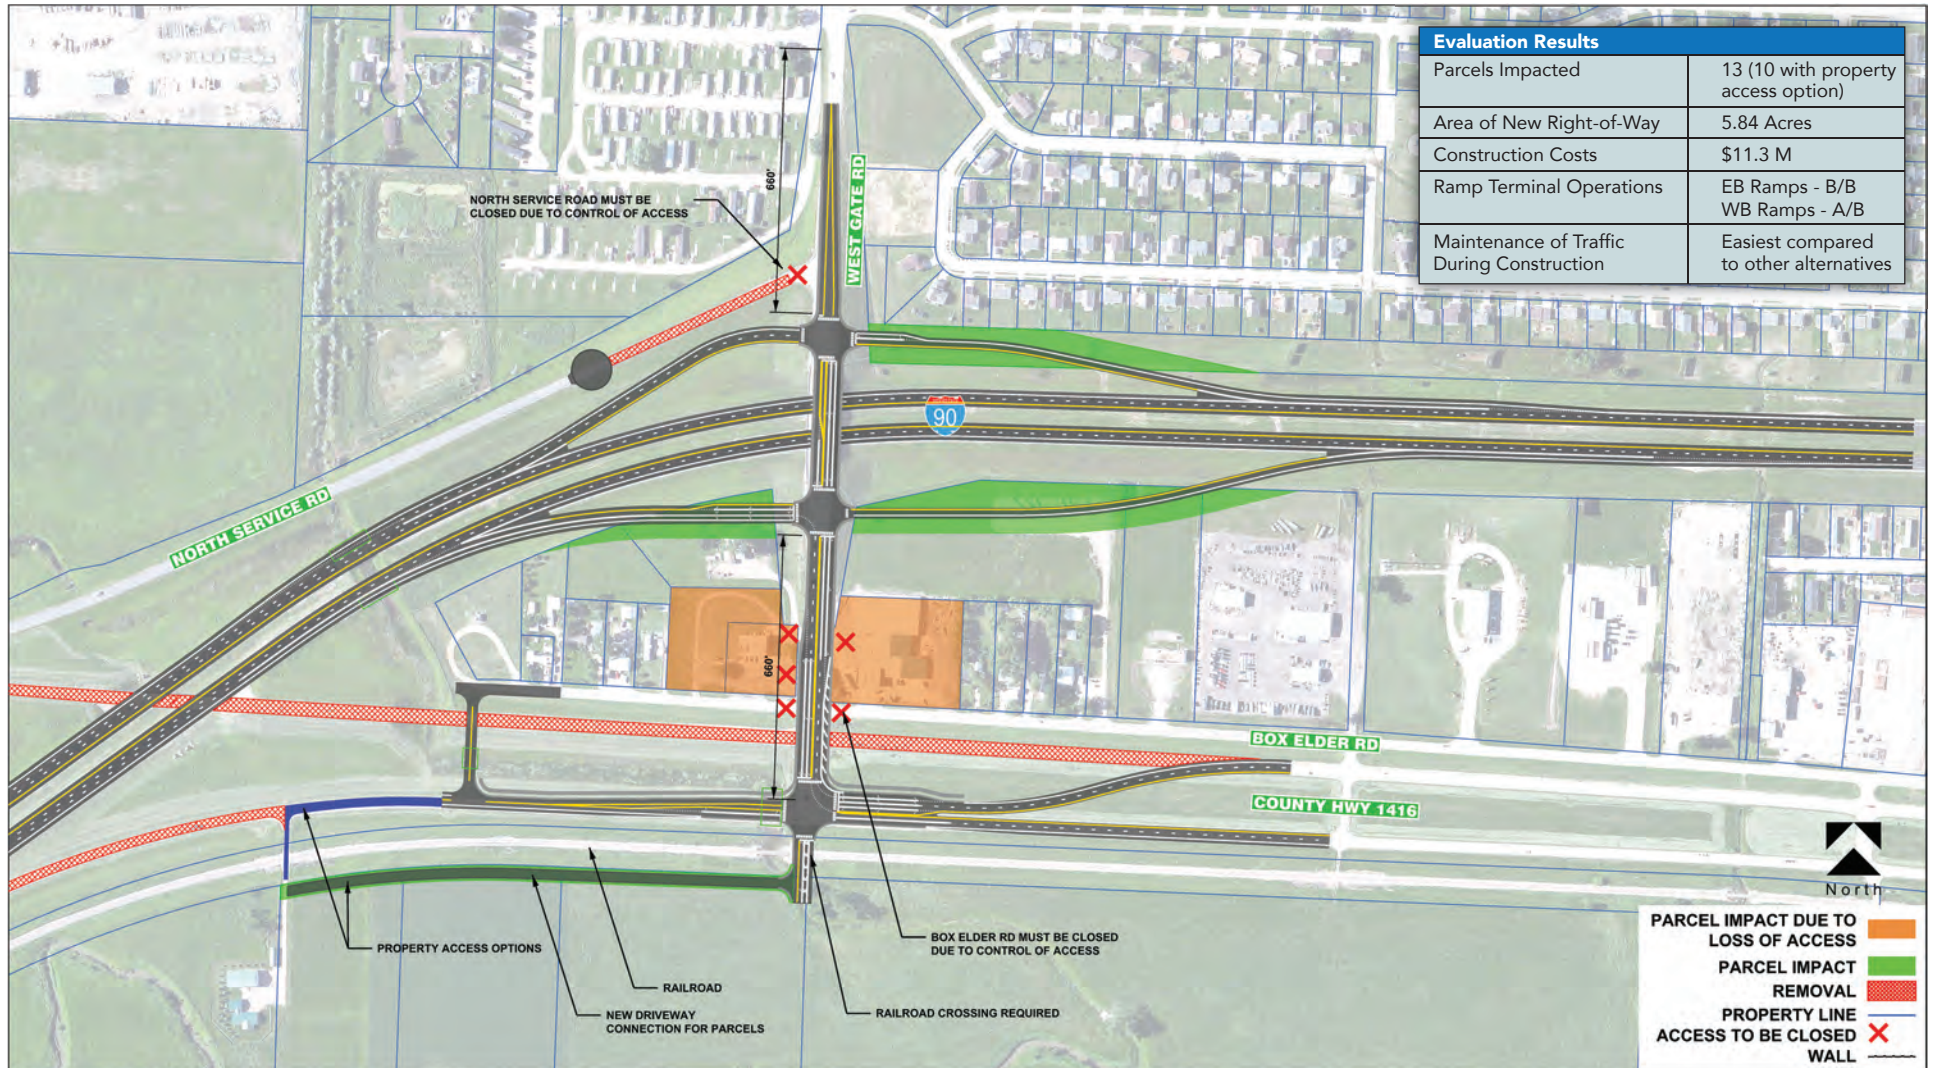 Evaluation Results
Parcels Impacted
13 (10 with property
access option)
Area of New Right-of-Way
5.84 Acres
Construction Costs
$11.3 M
Ramp Terminal Operations
EB Ramps - B/B
WB Ramps - A/B
Maintenance of Traffic
During Construction
Easiest compared
to other alternatives
660'
WEST GATE RD
NORTH SERVICE ROAD MUST BE
CLOSED DUE TO CONTROL OF ACCESS
90
NORTH SERVICE RD
660'
BOX ELDER RD
COUNTY HWY 1416
North
PROPERTY ACCESS OPTIONS
RAILROAD
NEW DRIVEWAY
CONNECTION FOR PARCELS
BOX ELDER RD MUST BE CLOSED
DUE TO CONTROL OF ACCESS
RAILROAD CROSSING REQUIRED
PARCEL IMPACT DUE TO
LOSS OF ACCESS
PARCEL IMPACT
REMOVAL
PROPERTY LINE
ACCESS TO BE CLOSED
WALL